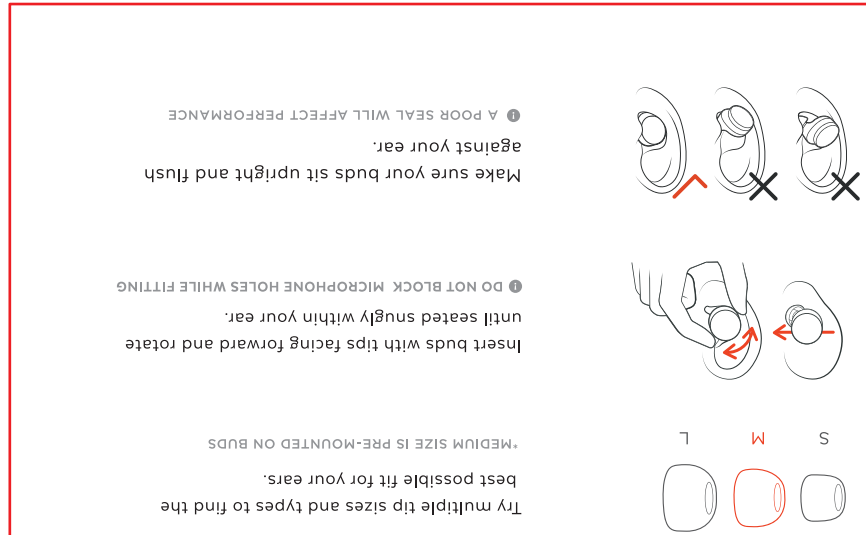 Try multiple tip sizes and types to find the
best possible fit for your ears.
*MEDIUM SIZE IS PRE-MOUNTED ON BUDS
S M L
Insert buds with tips facing forward and rotate
until seated snugly within your ear.
DO NOT BLOCK MICROPHONE HOLES WHILE FITTING
Make sure your buds sit upright and flush
against your ear.
A POOR SEAL WILL AFFECT PERFORMANCE